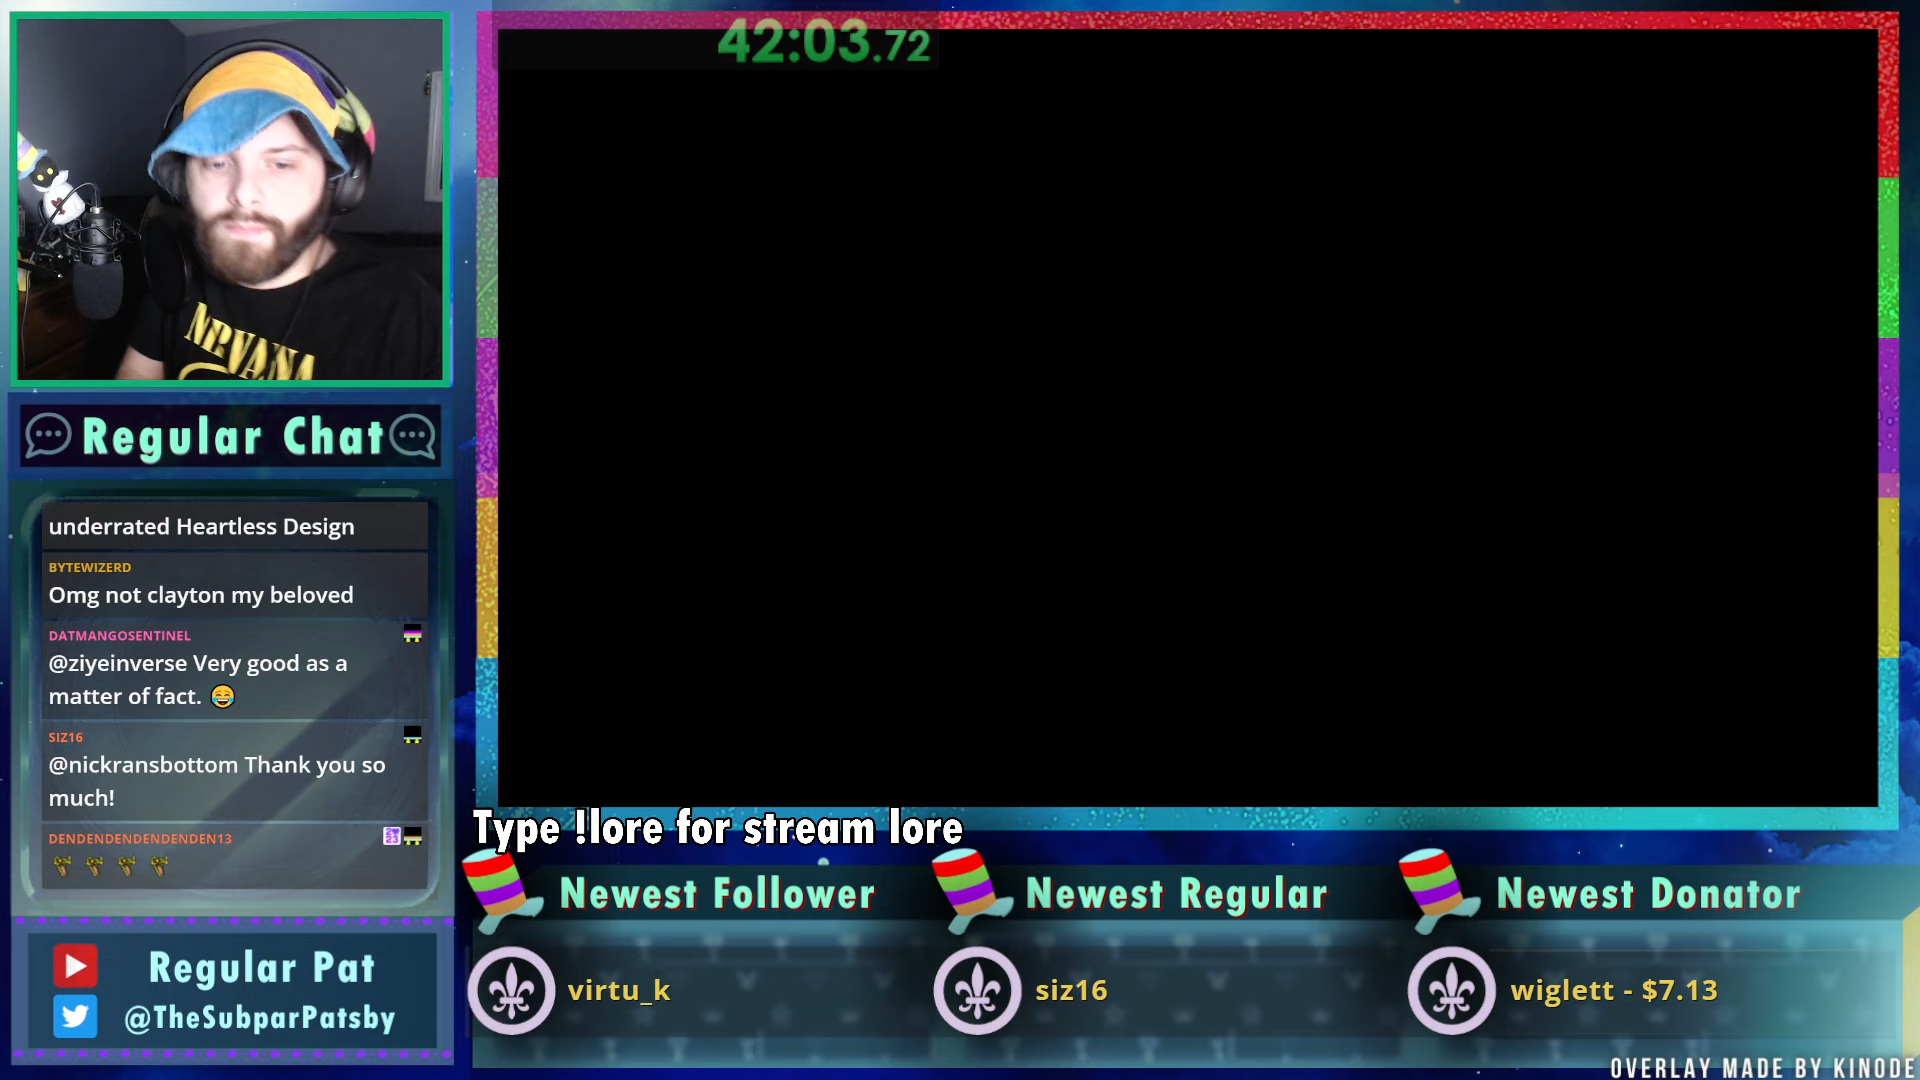 42:03.72
NIRVANA
Regular Chat
underrated Heartless Design
BYTEWIZERD
Omg not clayton my beloved
DATMANGOSENTINEL
@ziyeinverse Very good as a
matter of fact. 😂
SIZ16
@nickransbottom Thank you so
much!
DENDENDENDENDENDEN13
Regular Pat
@TheSubparPatsby
Type !lore for stream lore
Newest Follower
virtu_k
Newest Regular
siz16
Newest Donator
wiglett - $7.13
OVERLAY MADE BY KINODE